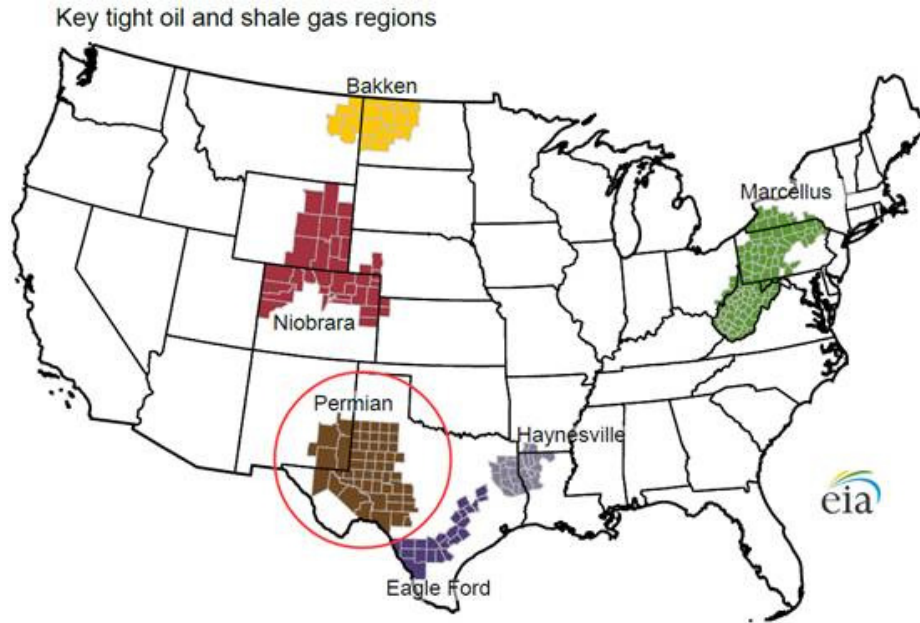 Key tight oil and shale gas regions
Bakken
Marcellus
Niobrara
Permian
Haynesville
eia
Eagle Ford